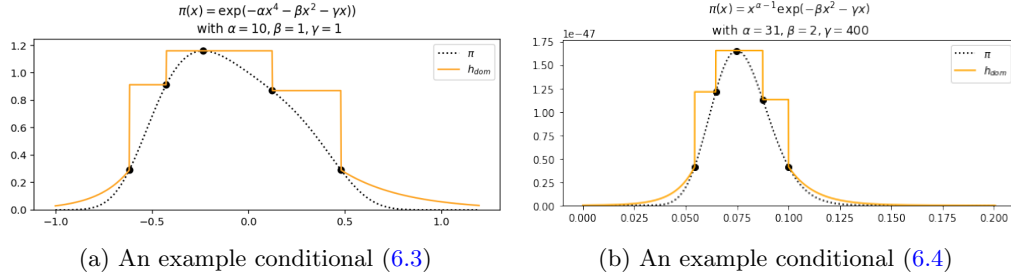 π(x) = exp(−αx⁴ − βx² − γx))
with α = 10, β = 1, γ = 1
1.2
1.0
0.8
0.6
0.4
0.2
0.0
−1.0
−0.5
0.0
0.5
1.0
π
h_dom
(a) An example conditional (6.3)
π(x) = x^{α−1}exp(−βx² − γx)
with α = 31, β = 2, γ = 400
1e−47
1.75
1.50
1.25
1.00
0.75
0.50
0.25
0.00
0.000
0.025
0.050
0.075
0.100
0.125
0.150
0.175
0.200
π
h_dom
(b) An example conditional (6.4)